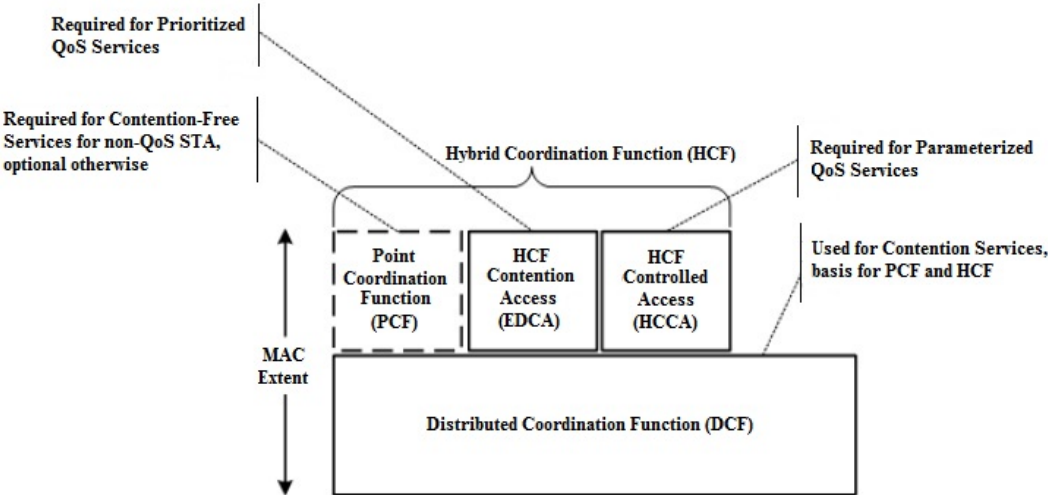 Required for Prioritized
QoS Services
Required for Contention-Free
Services for non-QoS STA,
optional otherwise
Hybrid Coordination Function (HCF)
Required for Parameterized
QoS Services
Used for Contention Services,
basis for PCF and HCF
Point
Coordination
Function
(PCF)
HCF
Contention
Access
(EDCA)
HCF
Controlled
Access
(HCCA)
MAC
Extent
Distributed Coordination Function (DCF)